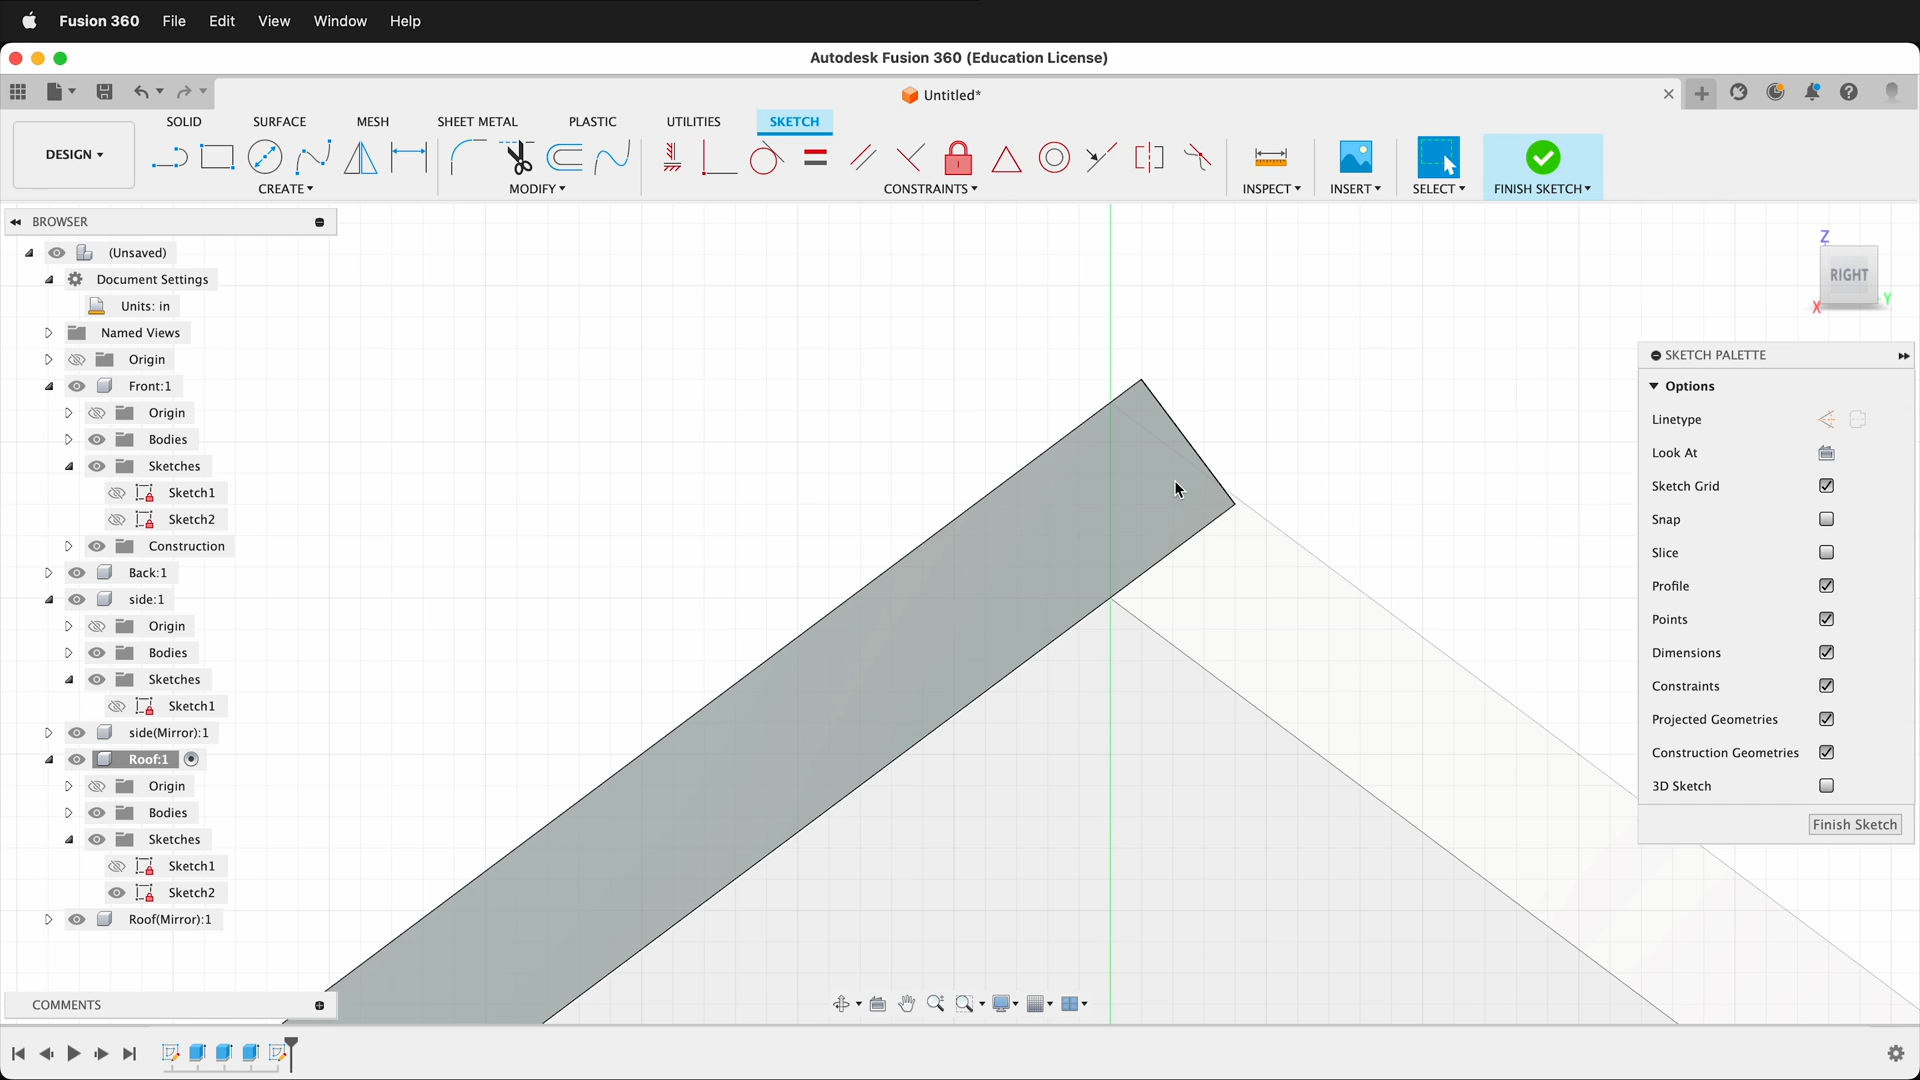 Fusion 360 File Edit View Window Help
Autodesk Fusion 360 (Education License)
Untitled*
SOLID SURFACE MESH SHEET METAL PLASTIC UTILITIES SKETCH
DESIGN
CREATE MODIFY CONSTRAINTS INSPECT INSERT SELECT FINISH SKETCH
BROWSER
(Unsaved)
Document Settings
Units: in
Named Views
Origin
Front:1
Origin
Bodies
Sketches
Sketch1
Sketch2
Construction
Back:1
side:1
Origin
Bodies
Sketches
Sketch1
side(Mirror):1
Roof:1
Origin
Bodies
Sketches
Sketch1
Sketch2
Roof(Mirror):1
COMMENTS
Z
RIGHT
X
Y
SKETCH PALETTE
Options
Linetype
Look At
Sketch Grid
Snap
Slice
Profile
Points
Dimensions
Constraints
Projected Geometries
Construction Geometries
3D Sketch
Finish Sketch